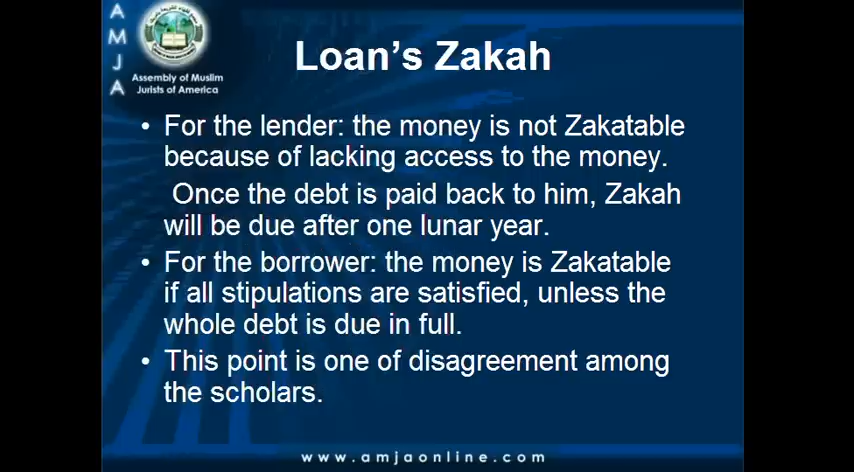 A
M
J
A
Assembly of Muslim
Jurists of America
Loan's Zakah
• For the lender: the money is not Zakatable
because of lacking access to the money.
Once the debt is paid back to him, Zakah
will be due after one lunar year.
• For the borrower: the money is Zakatable
if all stipulations are satisfied, unless the
whole debt is due in full.
• This point is one of disagreement among
the scholars.
www.amjaonline.com